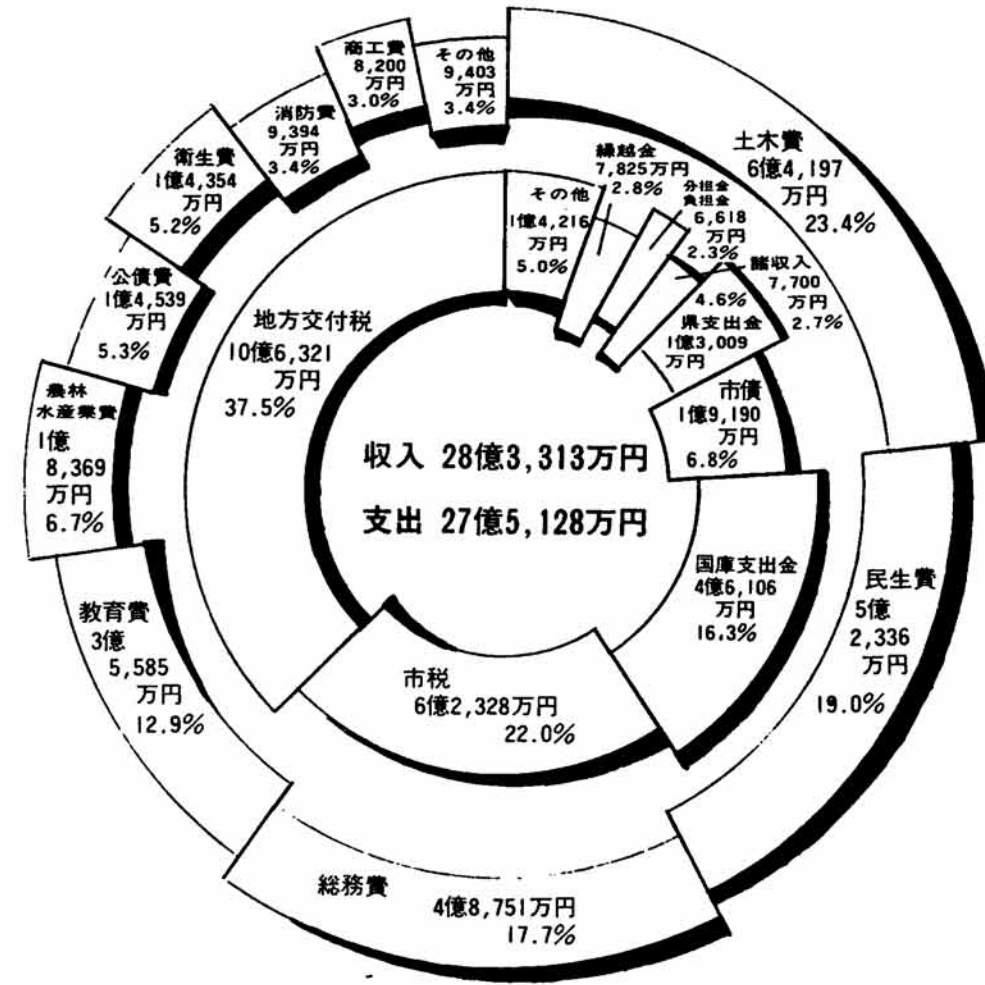 土木費
6億4,197
万円
23.4%
民生費
5億
2,336
万円
19.0%
総務費
4億8,751万円
17.7%
教育費
3億
5,585
万円
12.9%
農林
水産業費
1億
8,369
万円
6.7%
公債費
1億4,539
万円
5.3%
衛生費
1億4,354
万円
5.2%
消防費
9,394
万円
3.4%
商工費
8,200
万円
3.0%
その他
9,403
万円
3.4%
収入 28億3,313万円
支出 27億5,128万円
地方交付税
10億6,321
万円
37.5%
市税
6億2,328万円
22.0%
国庫支出金
4億6,106
万円
16.3%
市債
1億9,190
万円
6.8%
4.6%
県支出金
1億3,009
万円
諸収入
7,700
万円
2.7%
分担金
負担金
6,618
万円
2.3%
繰越金
7,825万円
2.8%
その他
1億4,216
万円
5.0%